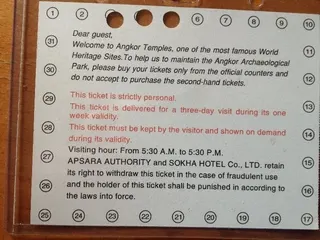 1 2 6 7 8 9 10
31
30
29
28
27
26
25 24 23 22 21 20 19 18 17
11
12
13
14
15
16
Dear guest,
Welcome to Angkor Temples, one of the most famous World
Heritage Sites.To help us to maintain the Angkor Archaeological
Park, please buy your tickets only from the official counters and
do not accept to purchase the second-hand tickets.
This ticket is strictly personal.
This ticket is delivered for a three-day visit during its one
week validity.
This ticket must be kept by the visitor and shown on demand
during its validity.
Visiting hour: From 5:30 A.M. to 5:30 P.M.
APSARA AUTHORITY and SOKHA HOTEL Co., LTD. retain
its right to withdraw this ticket in the case of fraudulent use
and the holder of this ticket shall be punished in according to
the laws into force.